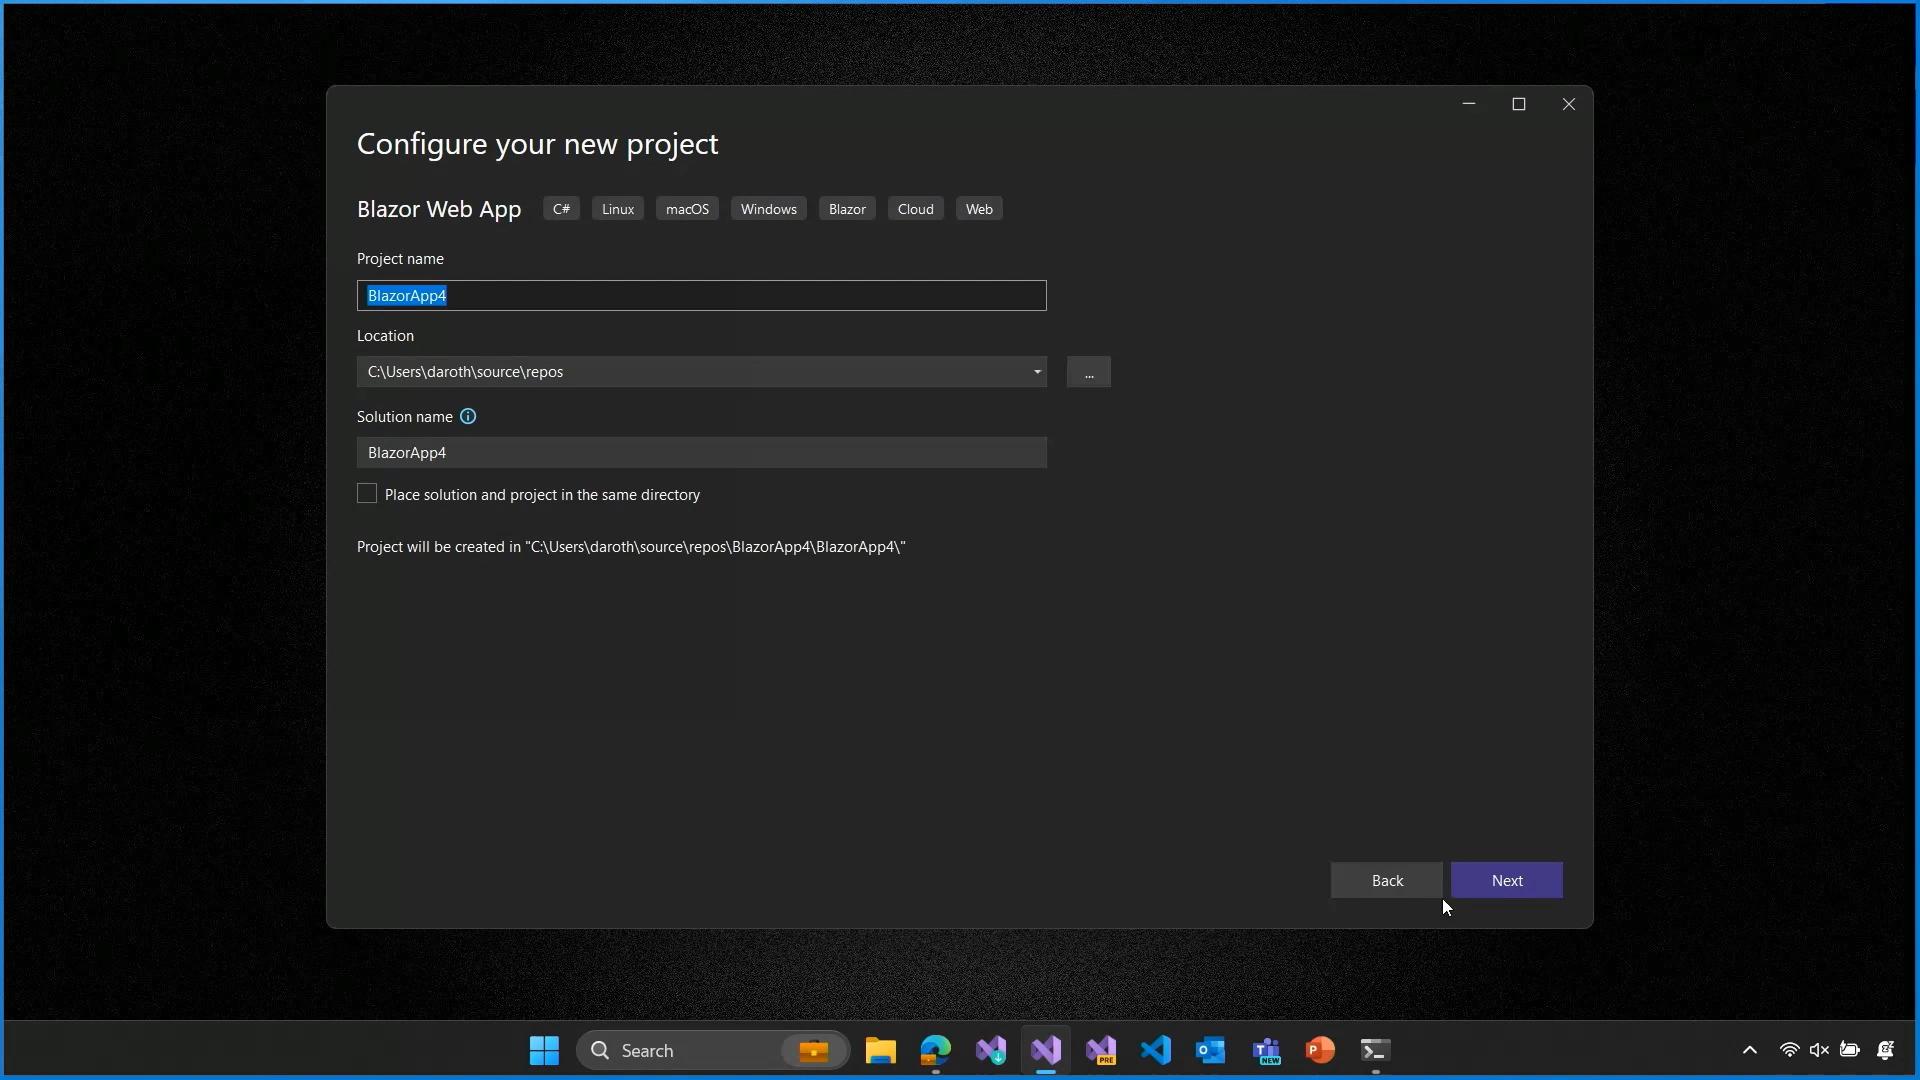 Configure your new project
Blazor Web App C# Linux macOS Windows Blazor Cloud Web
Project name
BlazorApp4
Location
C:\Users\daroth\source\repos
...
Solution name
BlazorApp4
Place solution and project in the same directory
Project will be created in "C:\Users\daroth\source\repos\BlazorApp4\BlazorApp4\"
Back Next
Search
PRE
NEW